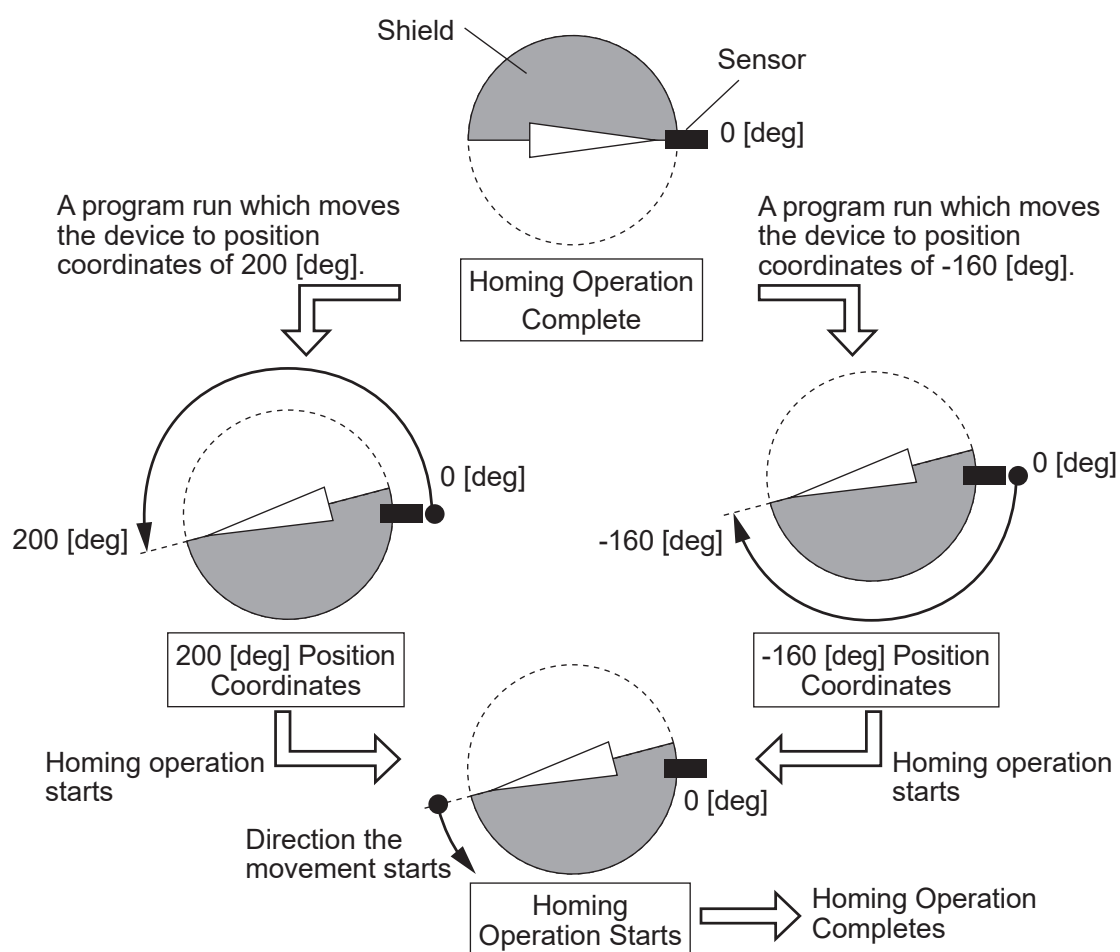 Shield
Sensor
0 [deg]
A program run which moves
the device to position
coordinates of 200 [deg].
A program run which moves
the device to position
coordinates of -160 [deg].
Homing Operation
Complete
0 [deg]
200 [deg]
0 [deg]
-160 [deg]
200 [deg] Position
Coordinates
-160 [deg] Position
Coordinates
Homing operation
starts
Homing operation
starts
0 [deg]
Direction the
movement starts
Homing
Operation Starts
Homing Operation
Completes